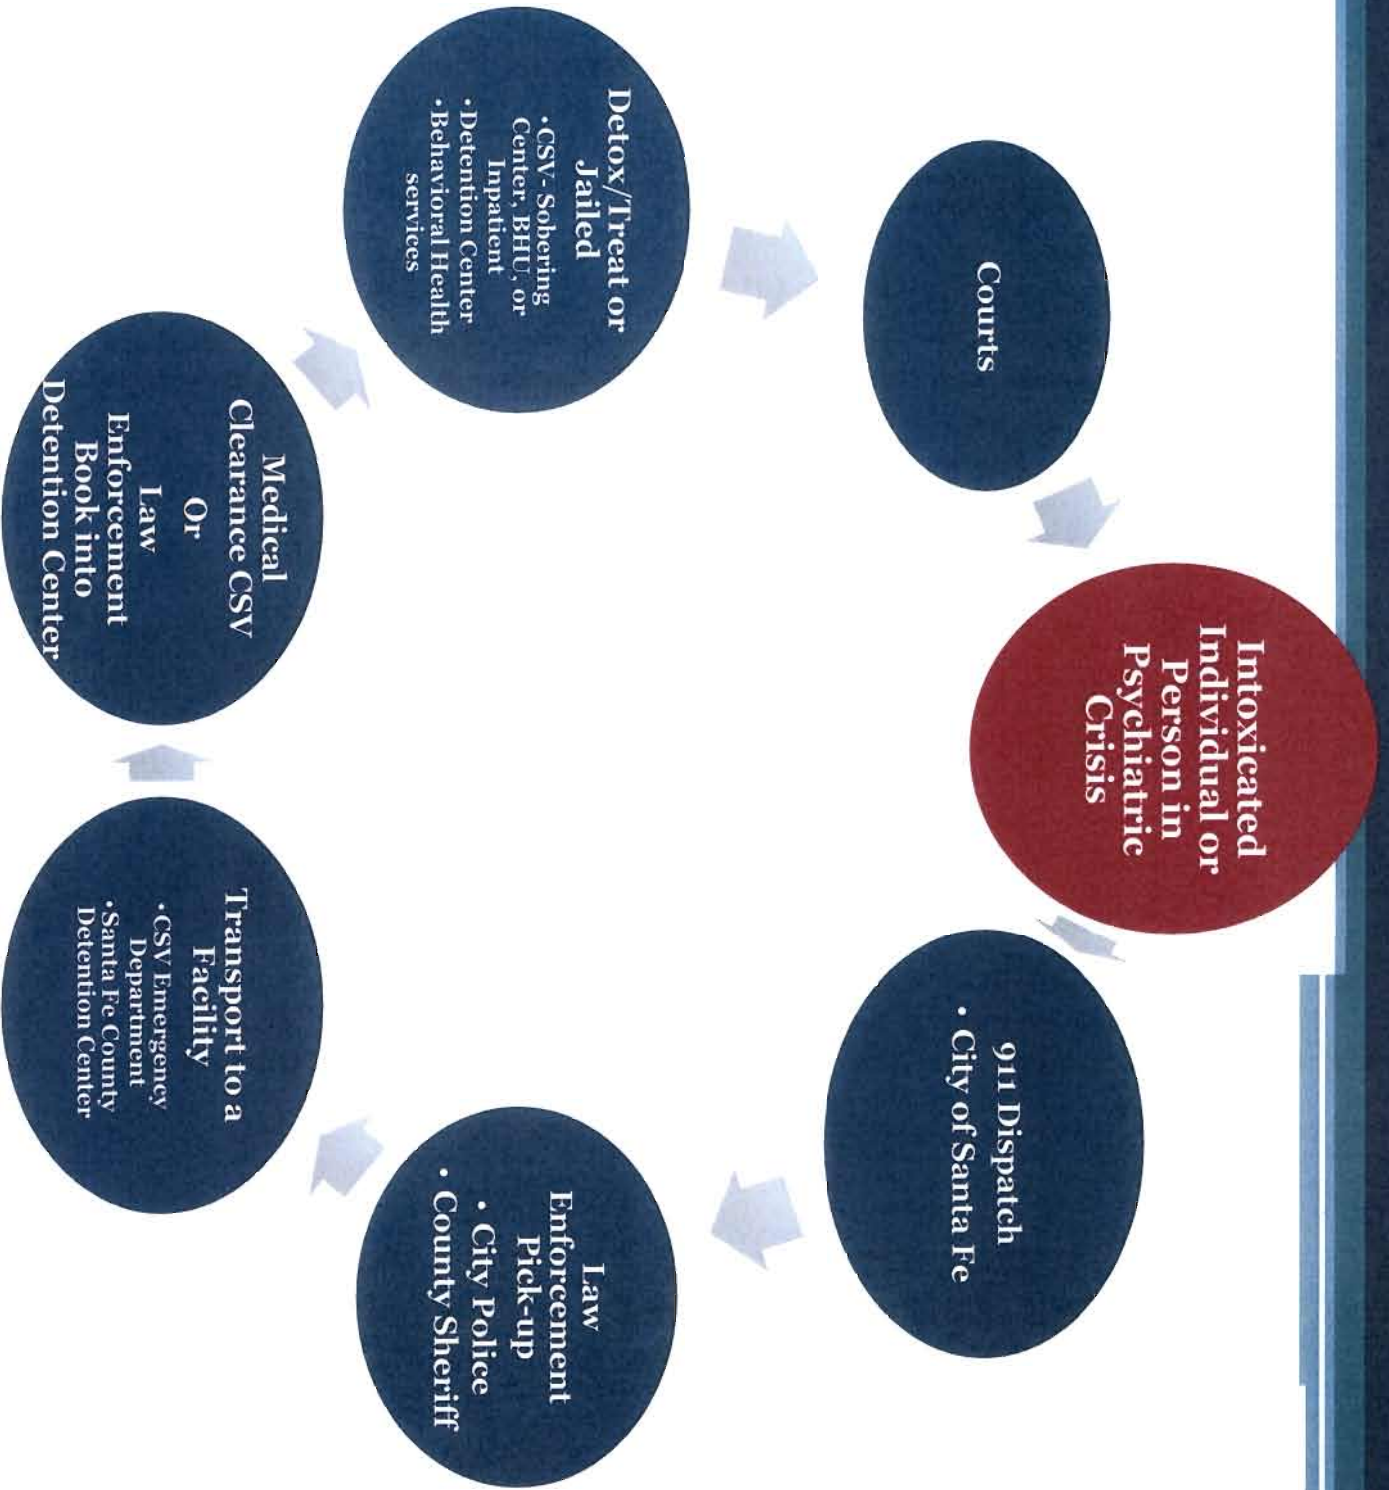 Intoxicated
Individual or
Person in
Psychiatric
Crisis
911 Dispatch
• City of Santa Fe
Law
Enforcement
Pick-up
• City Police
• County Sheriff
Transport to a
Facility
•CSV Emergency
Department
•Santa Fe County
Detention Center
Medical
Clearance CSV
Or
Law
Enforcement
Book into
Detention Center
Detox/Treat or
Jailed
•CSV- Sobering
Center, BHU, or
Inpatient
•Detention Center
•Behavioral Health
services
Courts